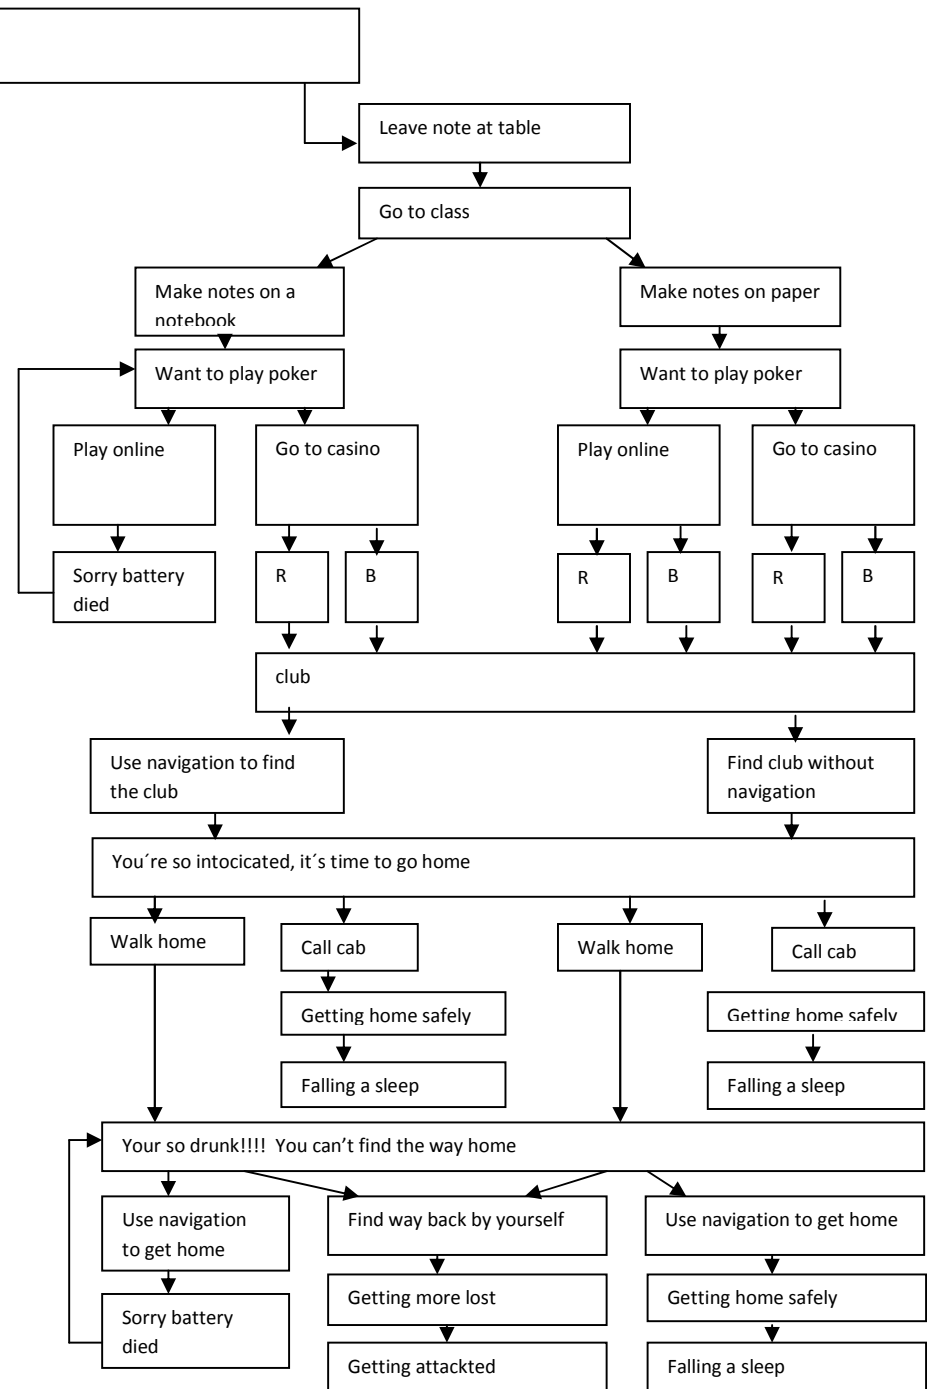 Leave note at table
Go to class
Make notes on a
notebook
Make notes on paper
Want to play poker
Want to play poker
Play online
Go to casino
Play online
Go to casino
Sorry battery
died
R
B
R
B
R
B
club
Use navigation to find
the club
Find club without
navigation
You´re so intocicated, it´s time to go home
Walk home
Call cab
Walk home
Call cab
Getting home safely
Getting home safely
Falling a sleep
Falling a sleep
Your so drunk!!!! You can’t find the way home
Use navigation
to get home
Find way back by yourself
Use navigation to get home
Sorry battery
died
Getting more lost
Getting home safely
Getting attackted
Falling a sleep